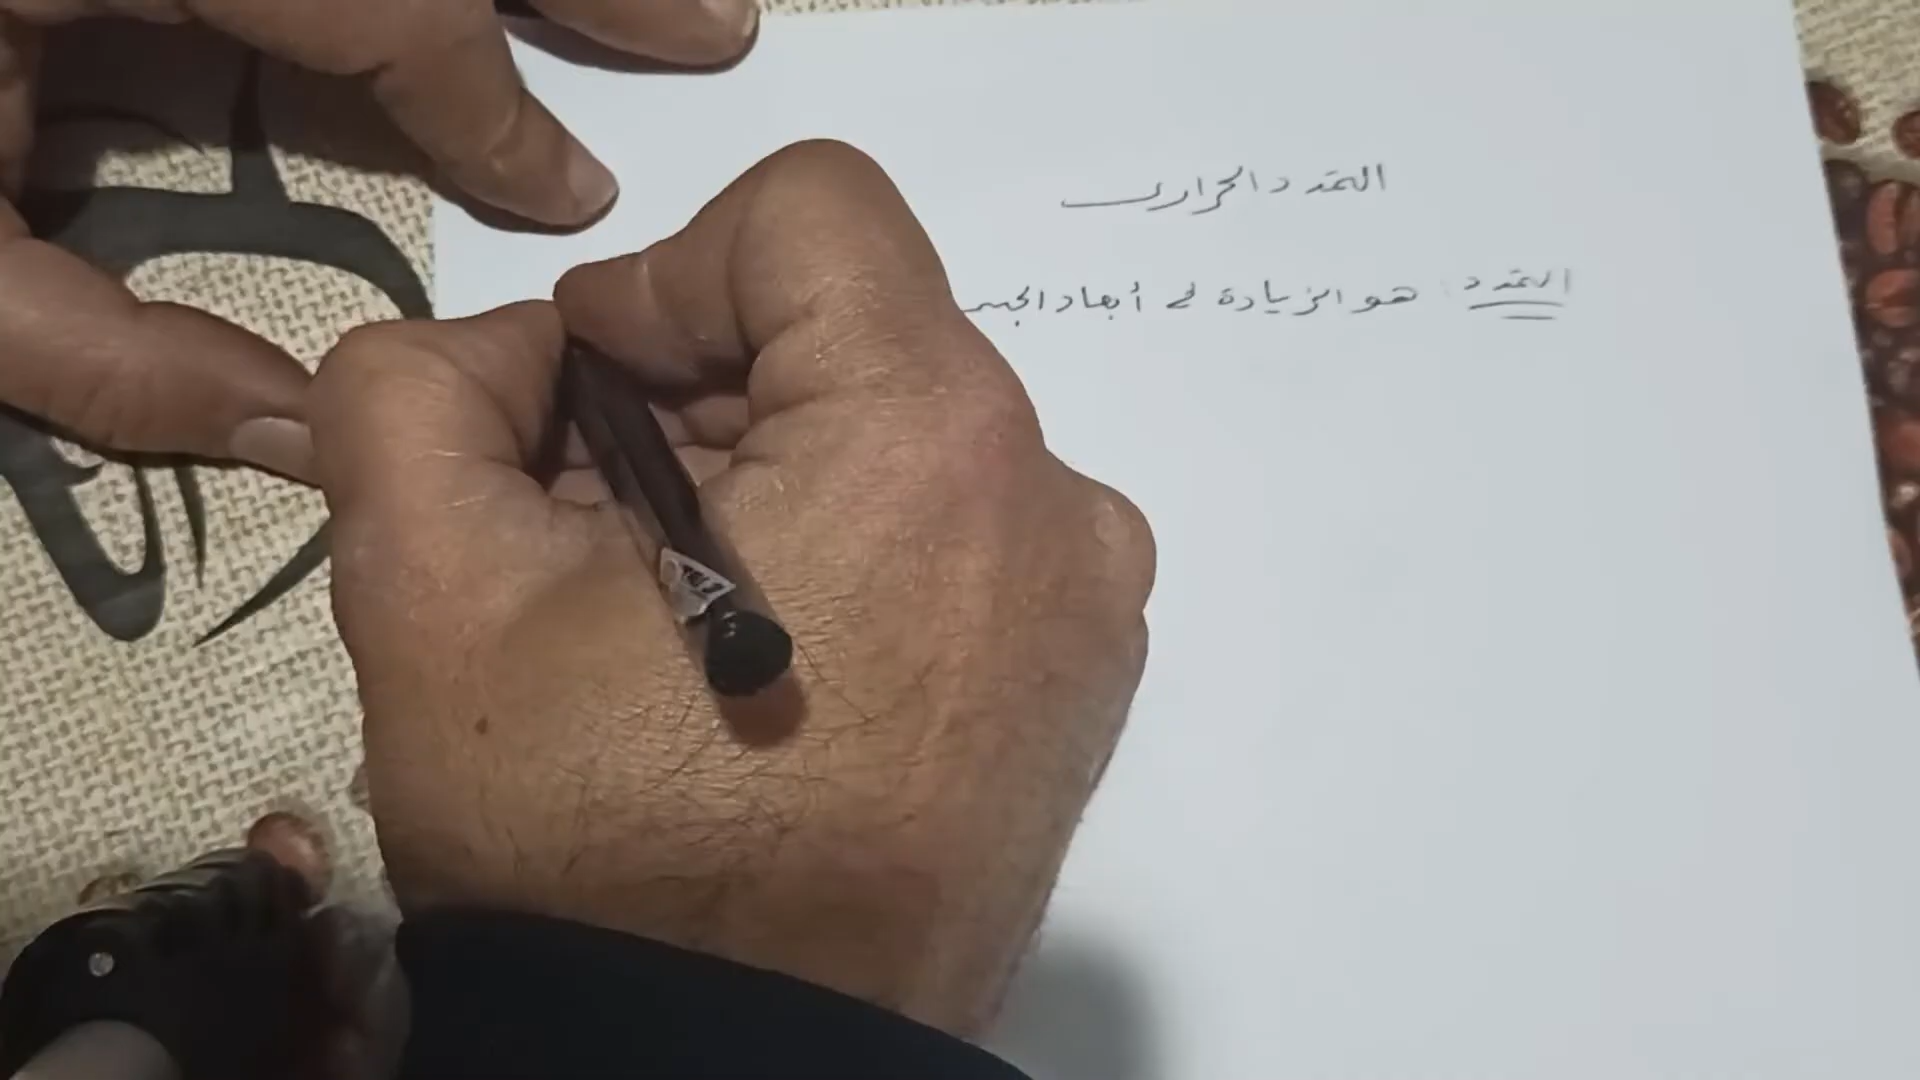 التمدد الحراري
التمدد : هو الزيادة في أبعاد الجسم